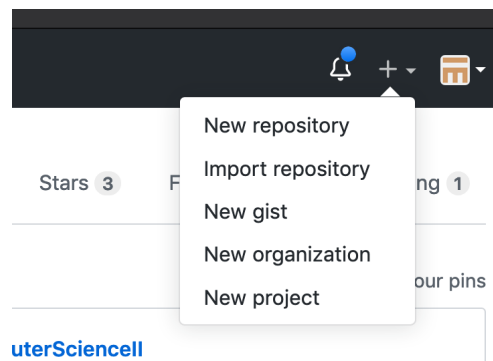 New repository
Import repository
Stars 3 F ng 1
New gist
New organization
our pins
New project
uterSciencell